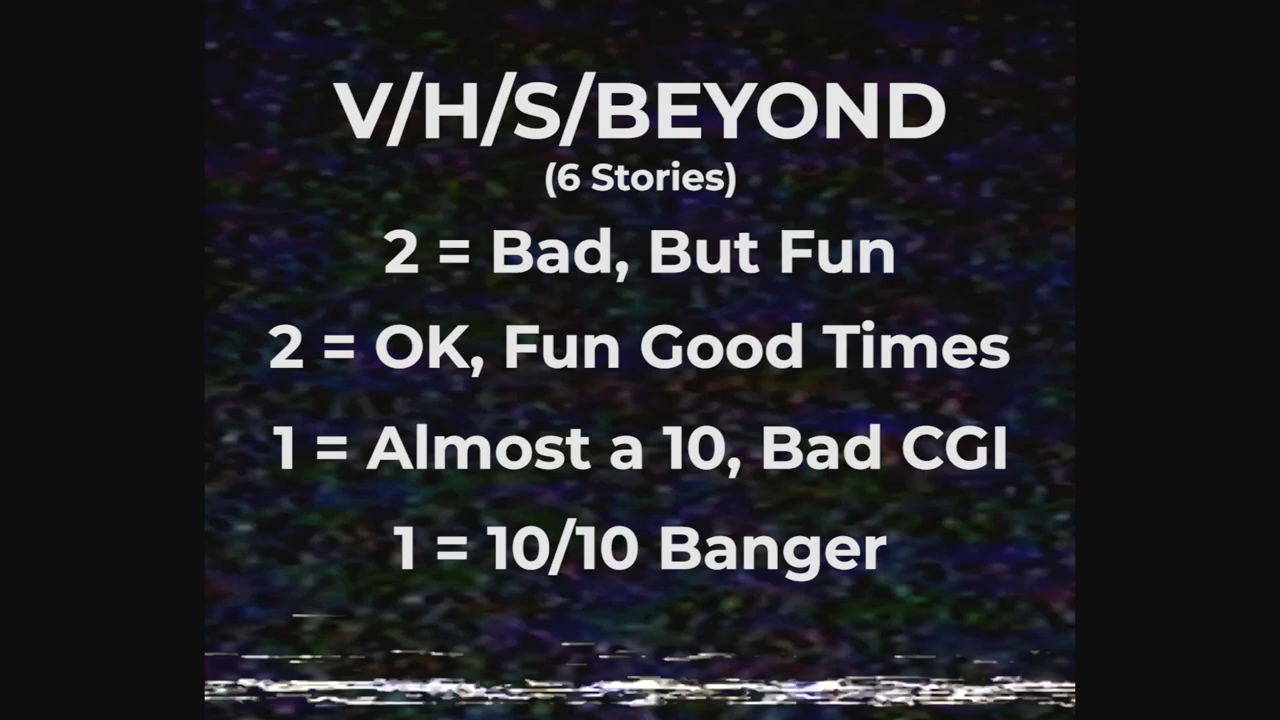 V/H/S/BEYOND
(6 Stories)
2 = Bad, But Fun
2 = OK, Fun Good Times
1 = Almost a 10, Bad CGI
1 = 10/10 Banger